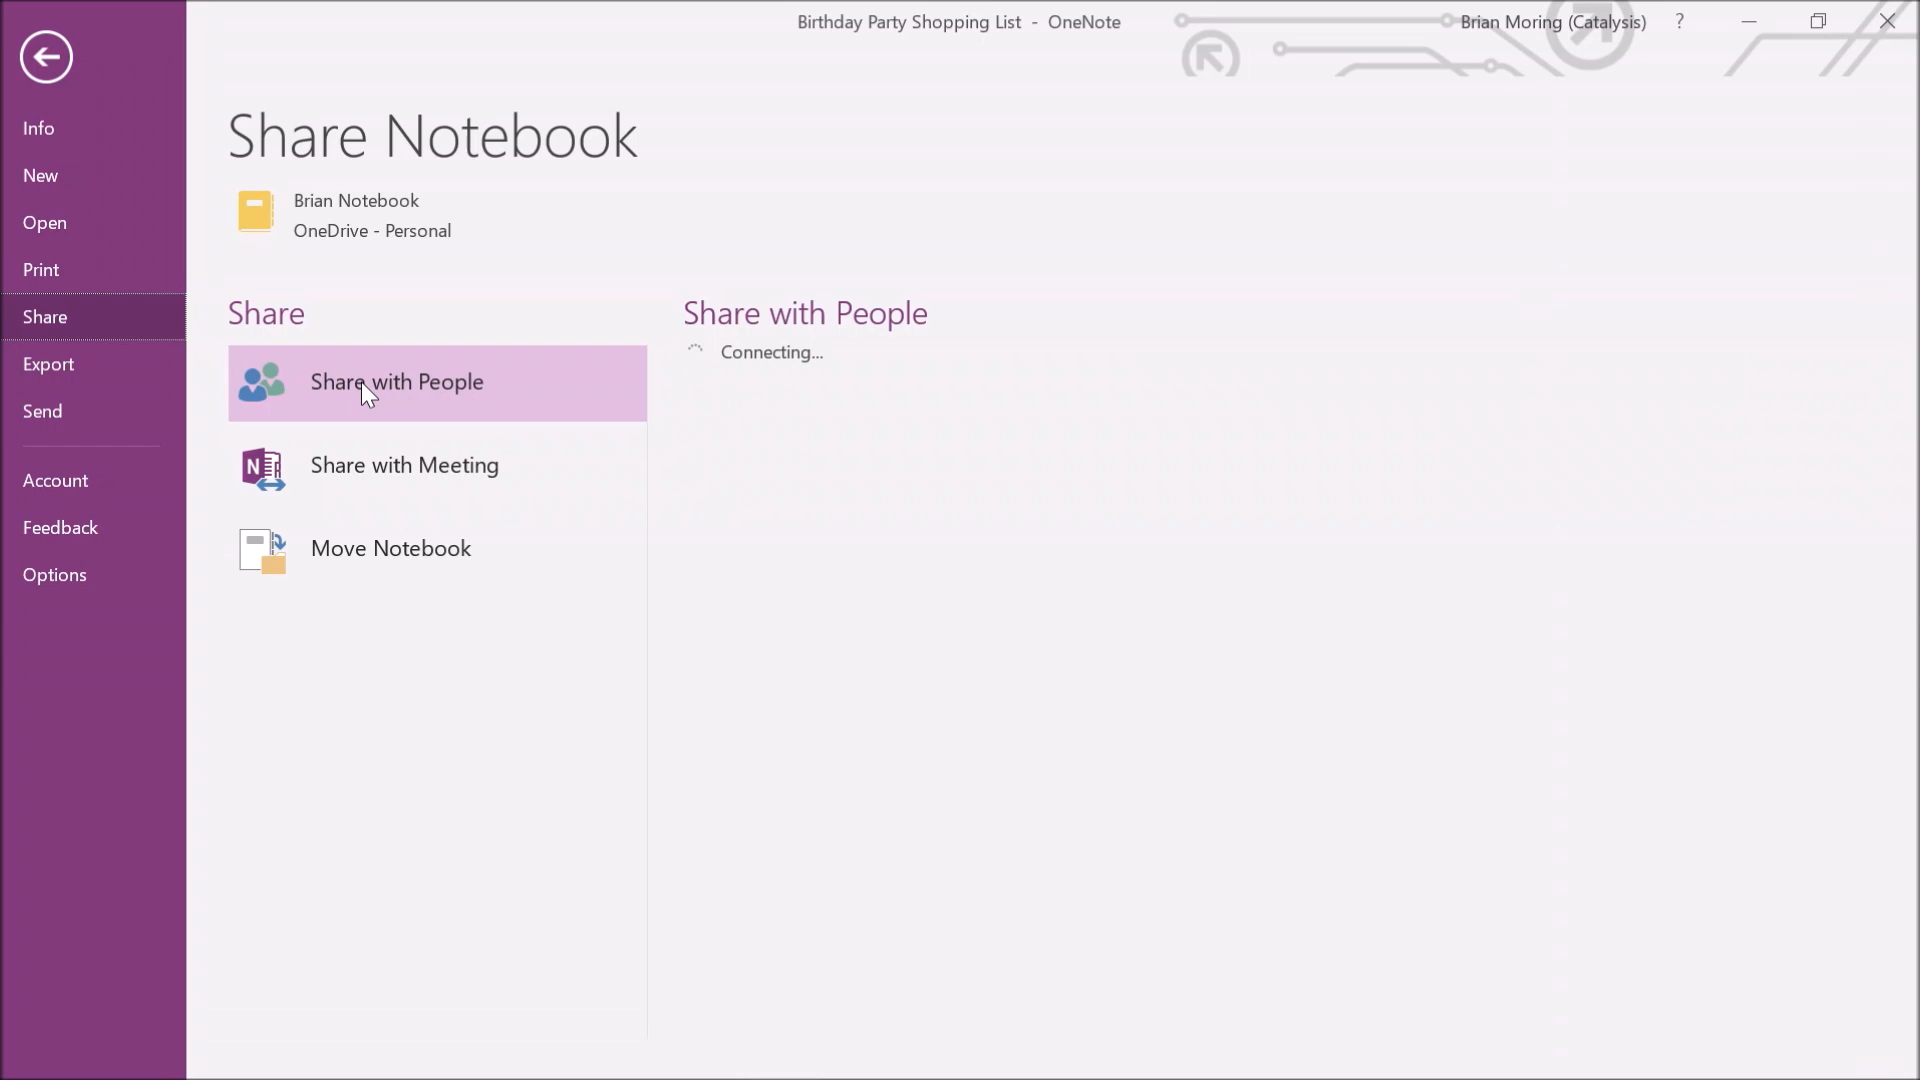 Birthday Party Shopping List - OneNote
Brian Moring (Catalysis)
?
Info
New
Open
Print
Share
Export
Send
Account
Feedback
Options
Share Notebook
Brian Notebook
OneDrive - Personal
Share
Share with People
N
Share with Meeting
Move Notebook
Share with People
Connecting...